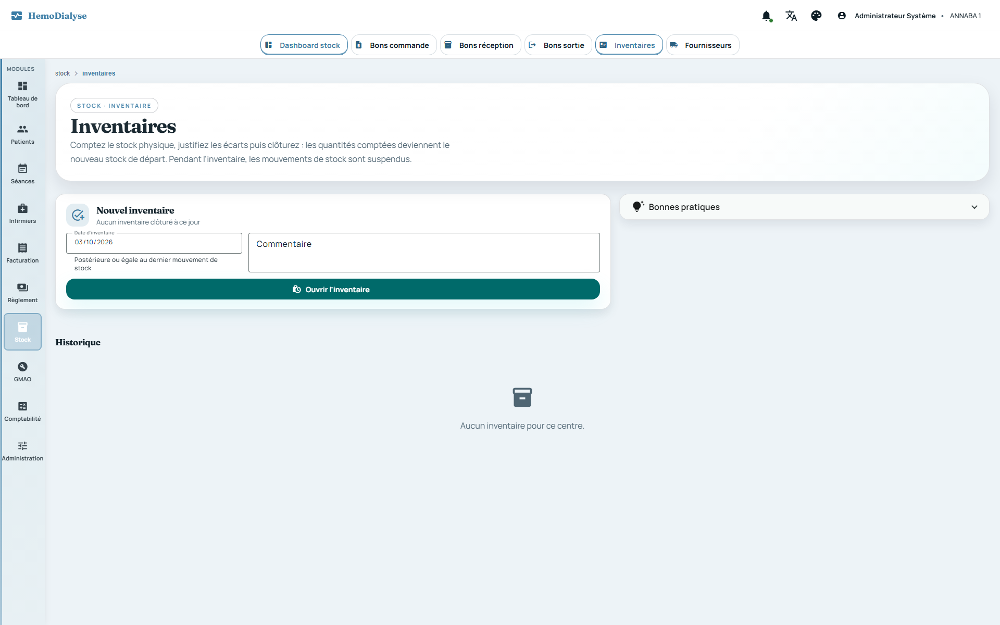 HemoDialyse
Administrateur Système • ANNABA 1
Dashboard stock
Bons commande
Bons réception
Bons sortie
Inventaires
Fournisseurs
MODULES
Tableau de
bord
Patients
Séances
Infirmiers
Facturation
Règlement
Stock
GMAO
Comptabilité
Administration
stock > inventaires
STOCK · INVENTAIRE
Inventaires
Comptez le stock physique, justifiez les écarts puis clôturez : les quantités comptées deviennent le
nouveau stock de départ. Pendant l'inventaire, les mouvements de stock sont suspendus.
Nouvel inventaire
Aucun inventaire clôturé à ce jour
Date d'inventaire
03/10/2026
Postérieure ou égale au dernier mouvement de
stock
Commentaire
Ouvrir l'inventaire
Bonnes pratiques
Historique
Aucun inventaire pour ce centre.